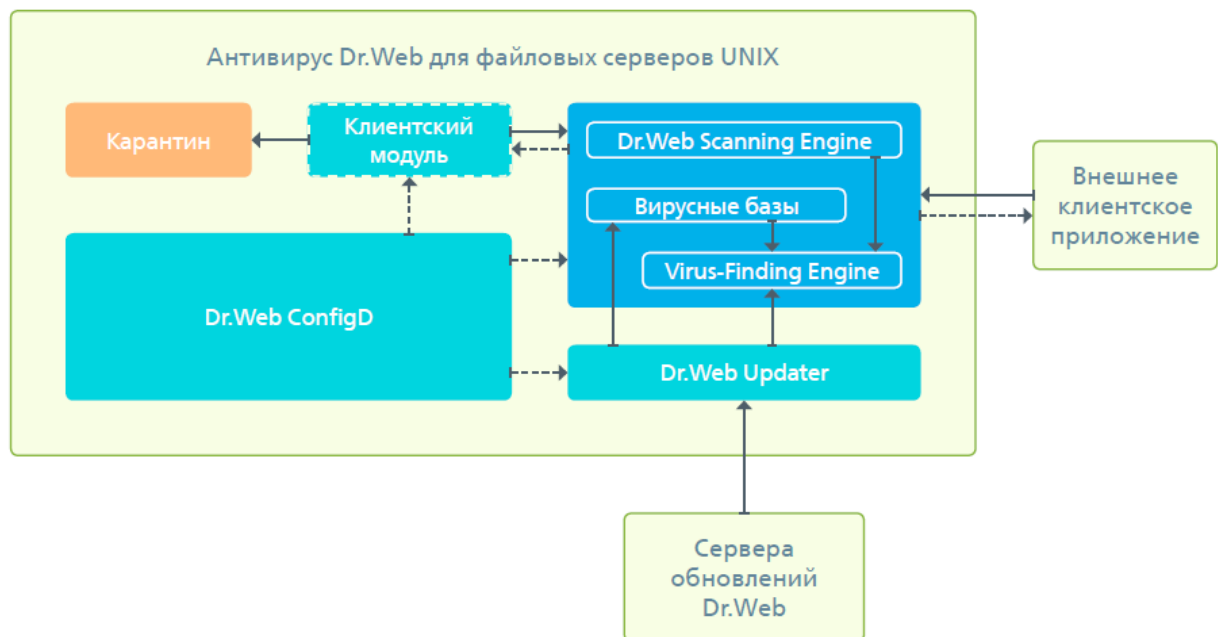 Антивирус Dr.Web для файловых серверов UNIX
Карантин
Клиентский
модуль
Dr.Web Scanning Engine
Вирусные базы
Virus-Finding Engine
Внешнее
клиентское
приложение
Dr.Web ConfigD
Dr.Web Updater
Сервера
обновлений
Dr.Web